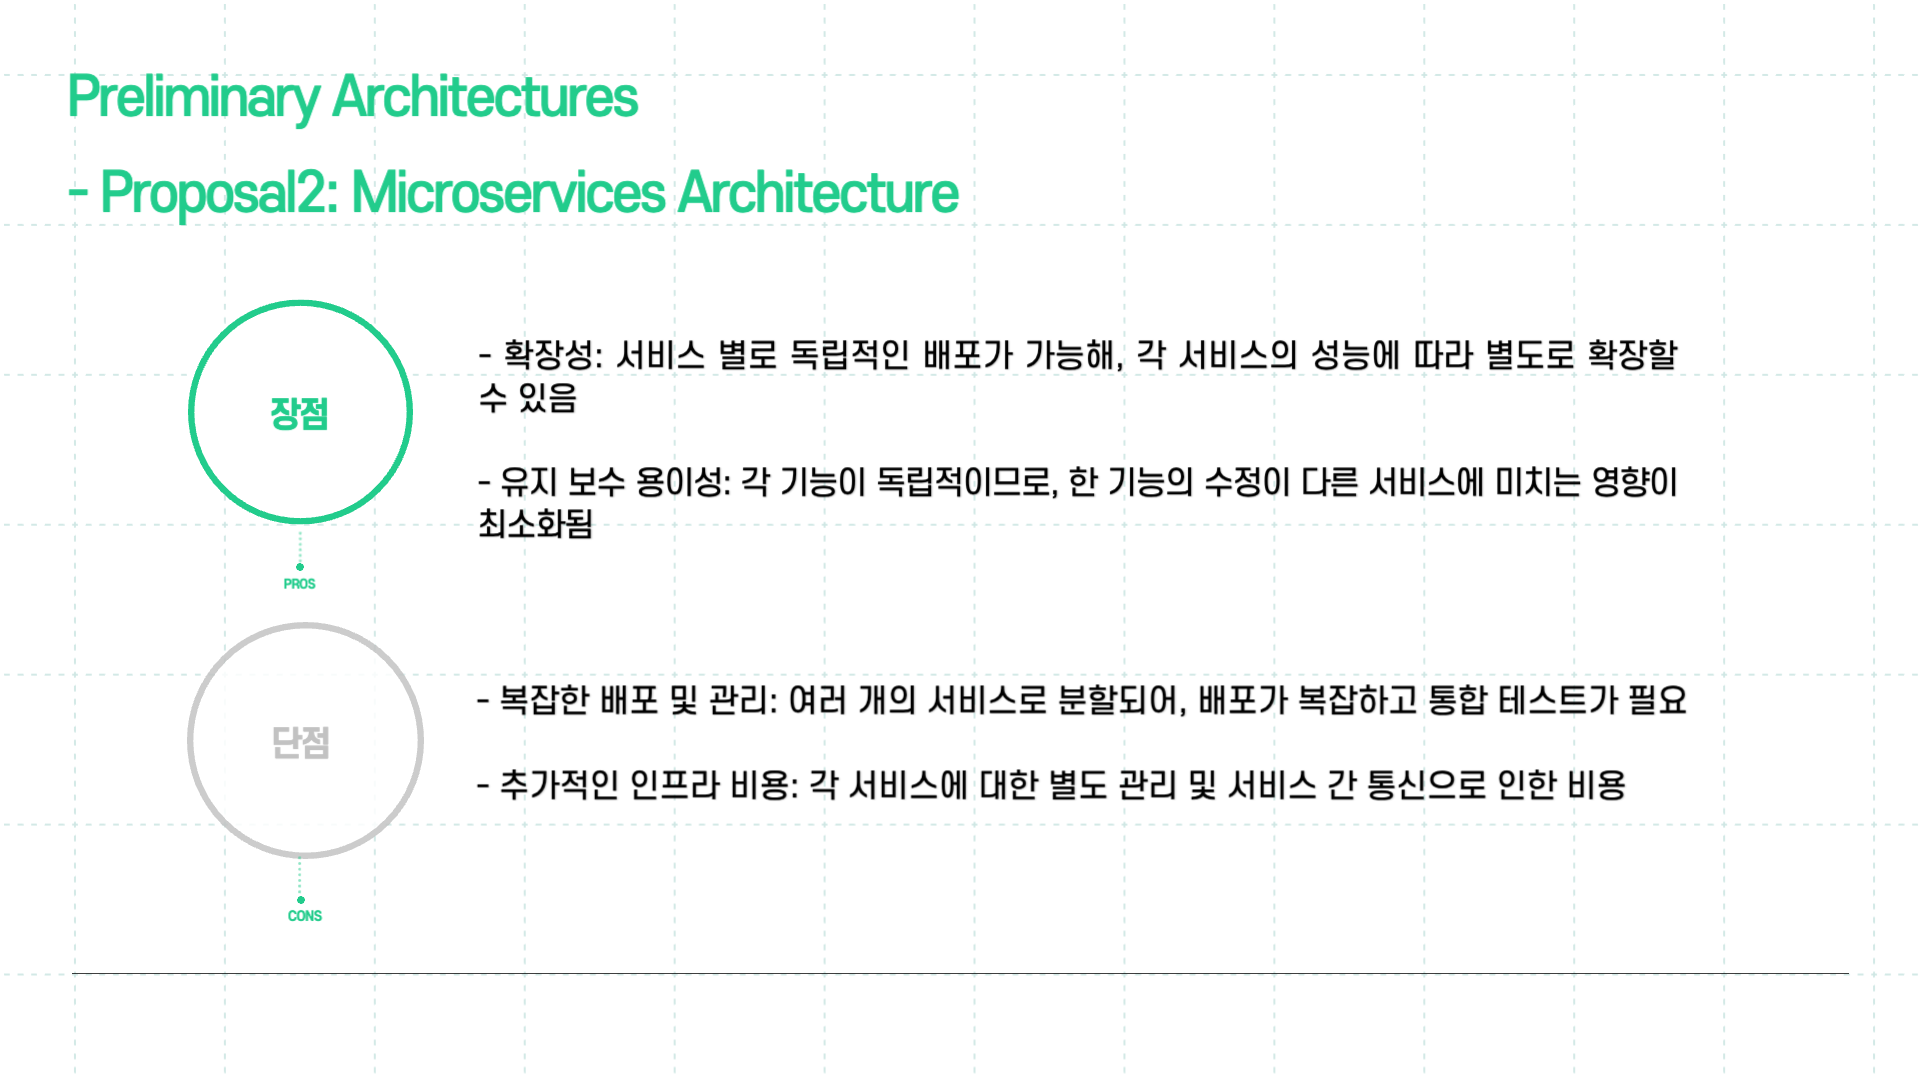 Preliminary Architectures
- Proposal2: Microservices Architecture
장점
- 확장성: 서비스 별로 독립적인 배포가 가능해, 각 서비스의 성능에 따라 별도로 확장할
수 있음
- 유지 보수 용이성: 각 기능이 독립적이므로, 한 기능의 수정이 다른 서비스에 미치는 영향이
최소화됨
PROS
단점
- 복잡한 배포 및 관리: 여러 개의 서비스로 분할되어, 배포가 복잡하고 통합 테스트가 필요
- 추가적인 인프라 비용: 각 서비스에 대한 별도 관리 및 서비스 간 통신으로 인한 비용
CONS